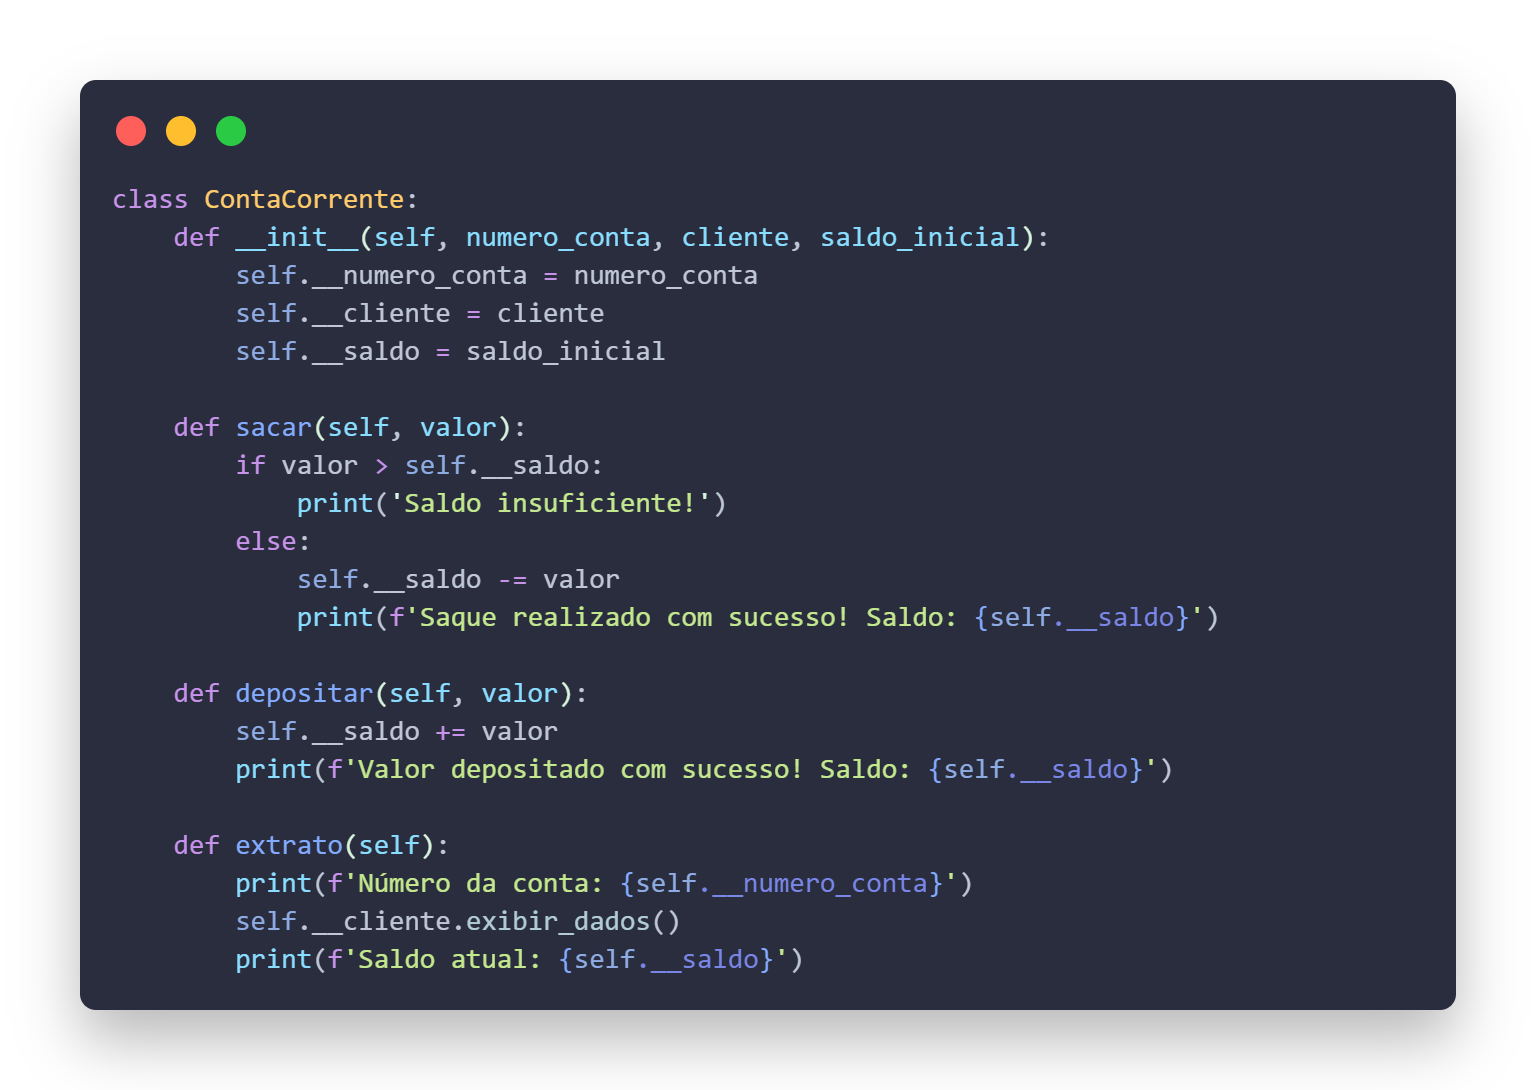 class ContaCorrente:
    def __init__(self, numero_conta, cliente, saldo_inicial):
        self.__numero_conta = numero_conta
        self.__cliente = cliente
        self.__saldo = saldo_inicial

    def sacar(self, valor):
        if valor > self.__saldo:
            print('Saldo insuficiente!')
        else:
            self.__saldo -= valor
            print(f'Saque realizado com sucesso! Saldo: {self.__saldo}')

    def depositar(self, valor):
        self.__saldo += valor
        print(f'Valor depositado com sucesso! Saldo: {self.__saldo}')

    def extrato(self):
        print(f'Número da conta: {self.__numero_conta}')
        self.__cliente.exibir_dados()
        print(f'Saldo atual: {self.__saldo}')